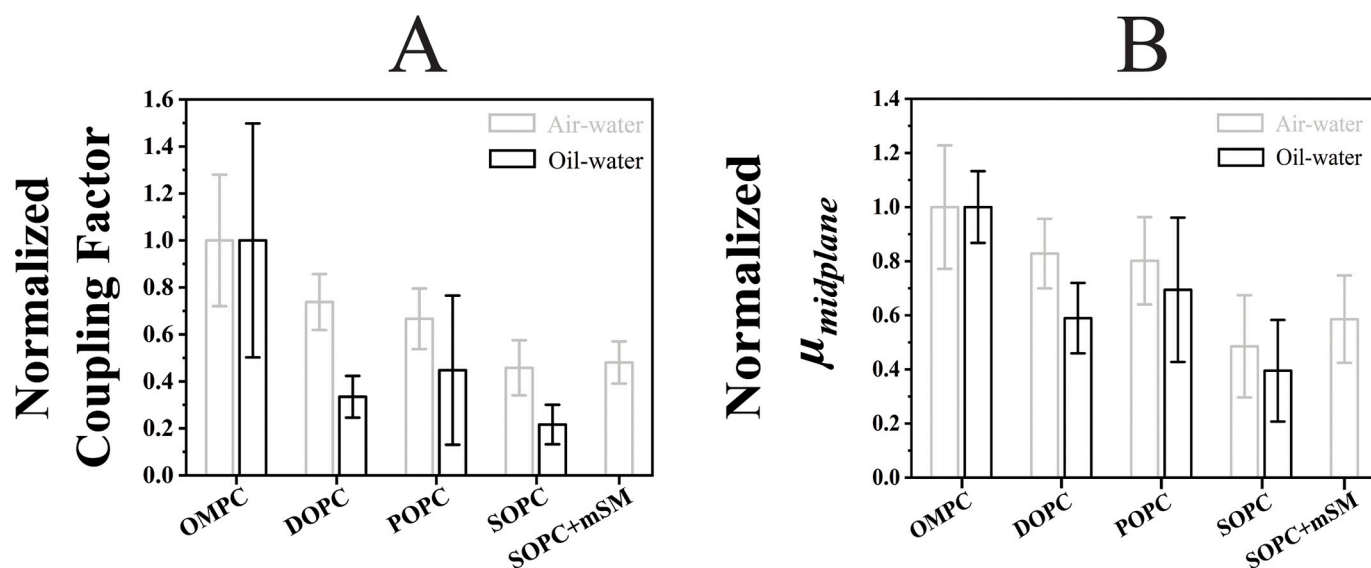 A
Normalized
Coupling Factor
1.6
1.4
1.2
1.0
0.8
0.6
0.4
0.2
0.0
Air-water
Oil-water
OMPC
DOPC
POPC
SOPC
SOPC+mSM
B
Normalized
μmidplane
1.4
1.2
1.0
0.8
0.6
0.4
0.2
0.0
Air-water
Oil-water
OMPC
DOPC
POPC
SOPC
SOPC+mSM